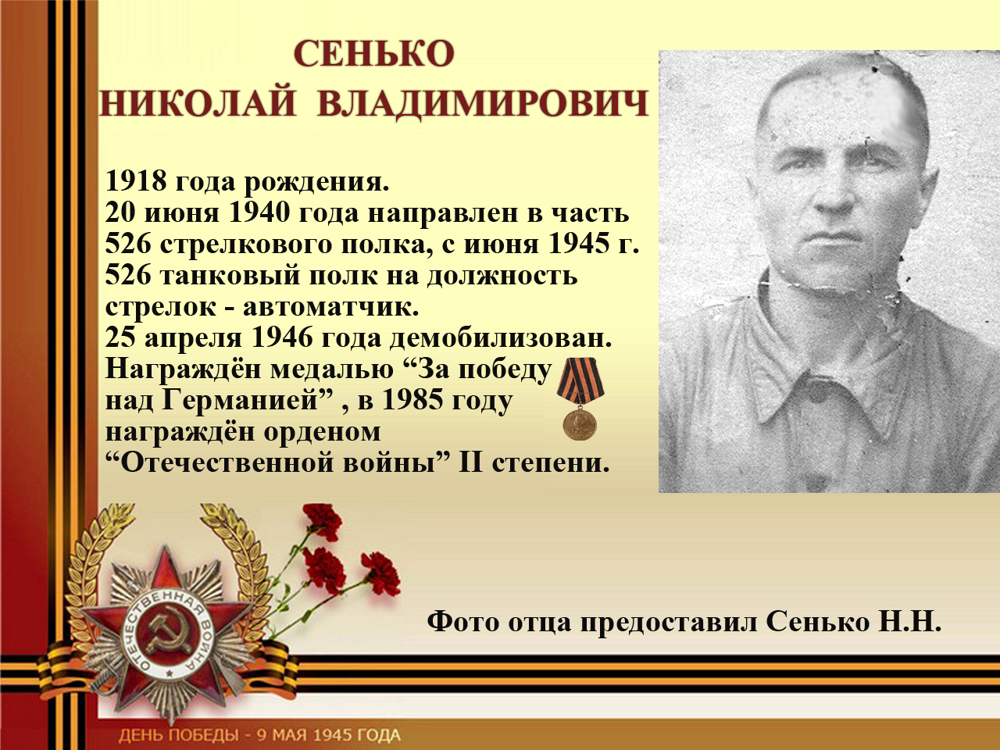 СЕНЬКО
НИКОЛАЙ ВЛАДИМИРОВИЧ
1918 года рождения.
20 июня 1940 года направлен в часть
526 стрелкового полка, с июня 1945 г.
526 танковый полк на должность
стрелок - автоматчик.
25 апреля 1946 года демобилизован.
Награждён медалью “За победу
над Германией” , в 1985 году
награждён орденом
“Отечественной войны” II степени.
Фото отца предоставил Сенько Н.Н.
ОТЕЧЕСТВЕННАЯ ВОЙНА
ДЕНЬ ПОБЕДЫ - 9 МАЯ 1945 ГОДА